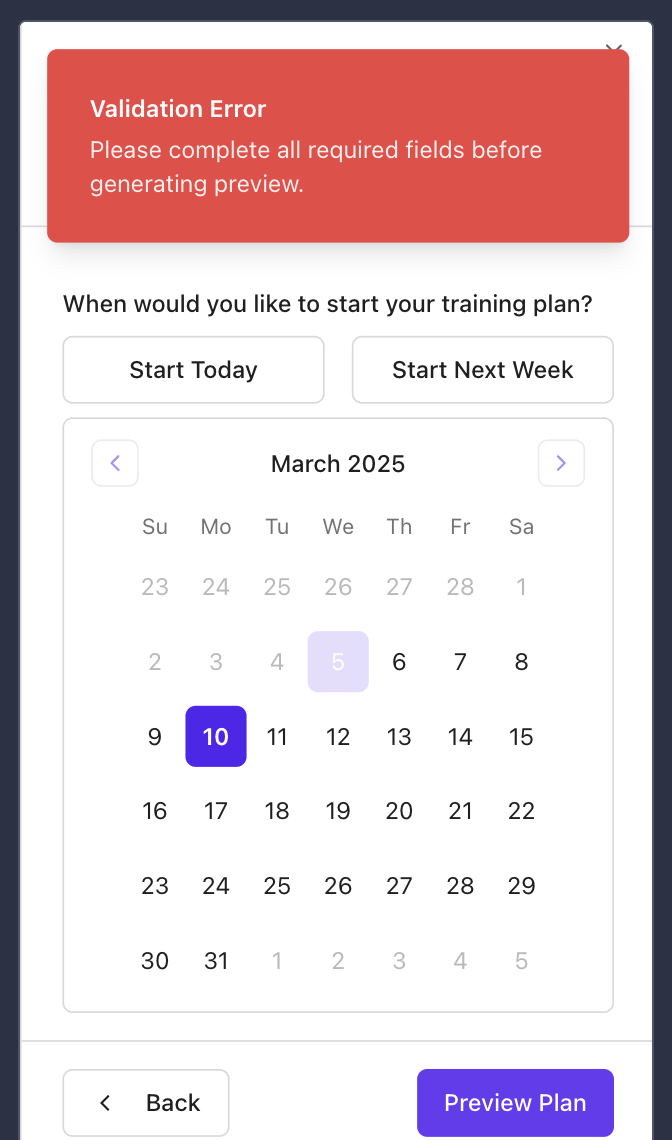 Validation Error
Please complete all required fields before
generating preview.
When would you like to start your training plan?
Start Today Start Next Week
March 2025
Su Mo Tu We Th Fr Sa
23 24 25 26 27 28 1
2 3 4 5 6 7 8
9 10 11 12 13 14 15
16 17 18 19 20 21 22
23 24 25 26 27 28 29
30 31 1 2 3 4 5
Back Preview Plan